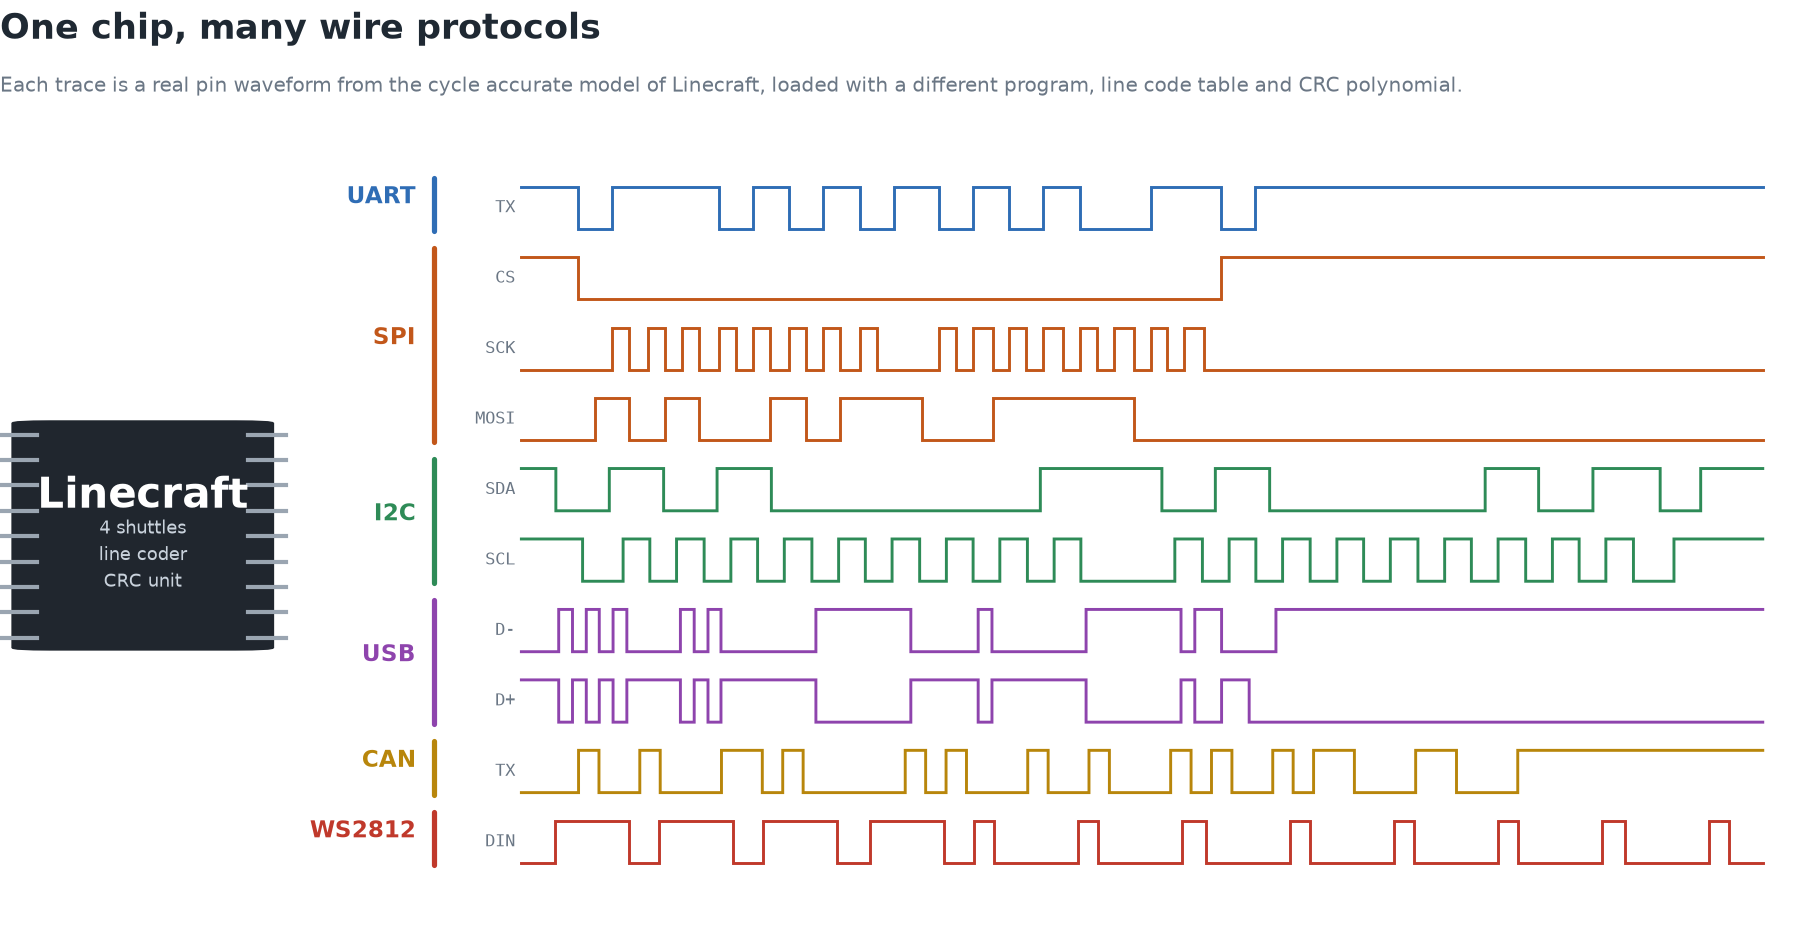 One chip, many wire protocols
Each trace is a real pin waveform from the cycle accurate model of Linecraft, loaded with a different program, line code table and CRC polynomial.
UART
TX
SPI
CS
SCK
MOSI
I2C
SDA
SCL
USB
D-
D+
CAN
TX
WS2812
DIN
Linecraft
4 shuttles
line coder
CRC unit